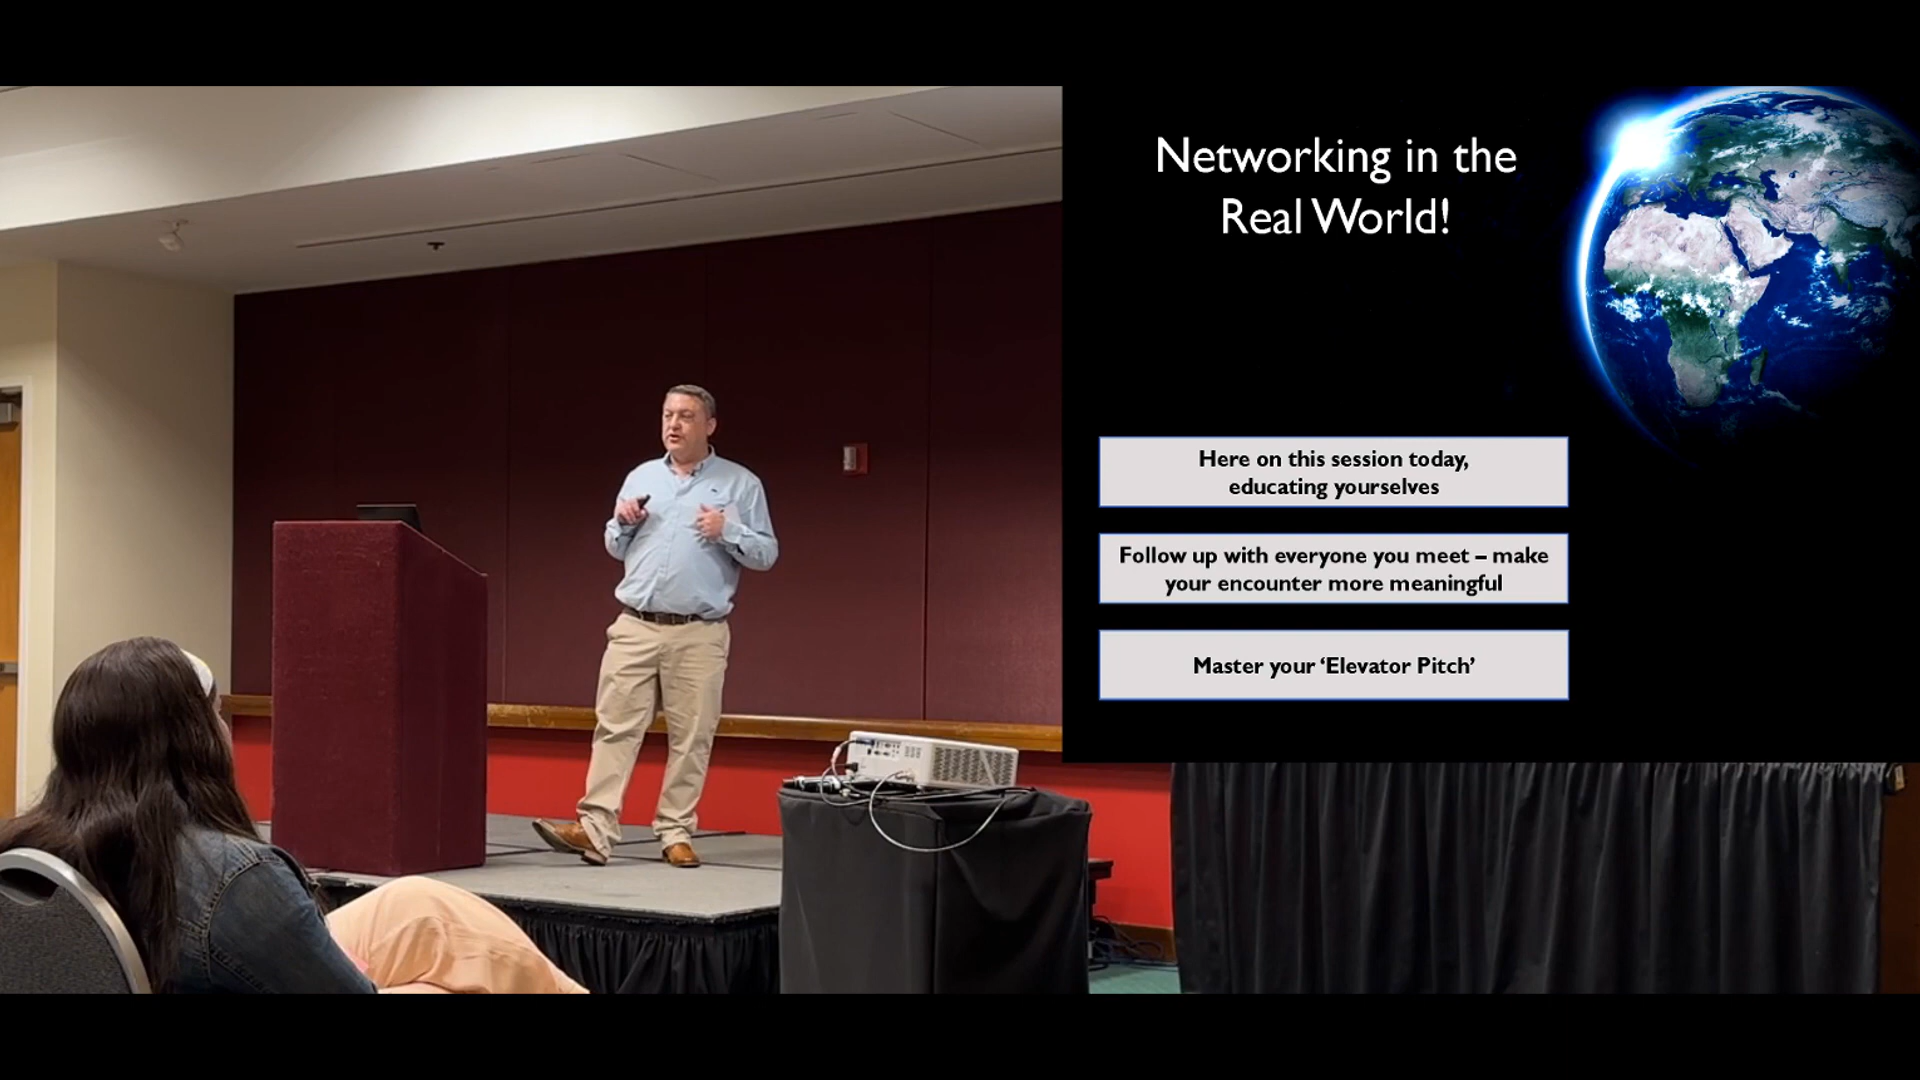 Networking in the
Real World!
Here on this session today,
educating yourselves
Follow up with everyone you meet – make
your encounter more meaningful
Master your ‘Elevator Pitch’